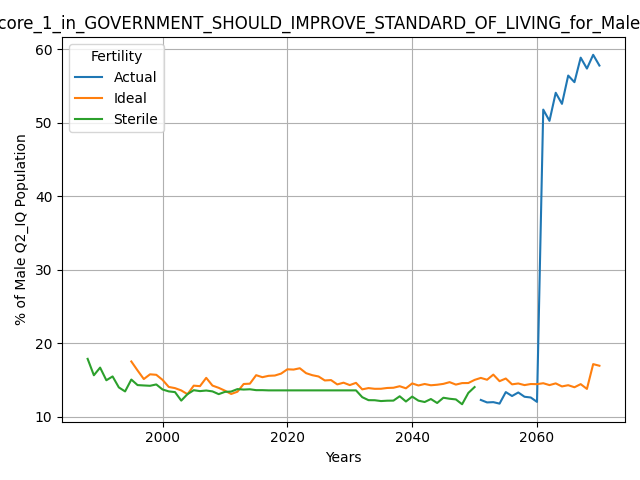 core_1_in_GOVERNMENT_SHOULD_IMPROVE_STANDARD_OF_LIVING_for_Male
Fertility
Actual
Ideal
Sterile
% of Male Q2_IQ Population
60
50
40
30
20
10
2000
2020
2040
2060
Years